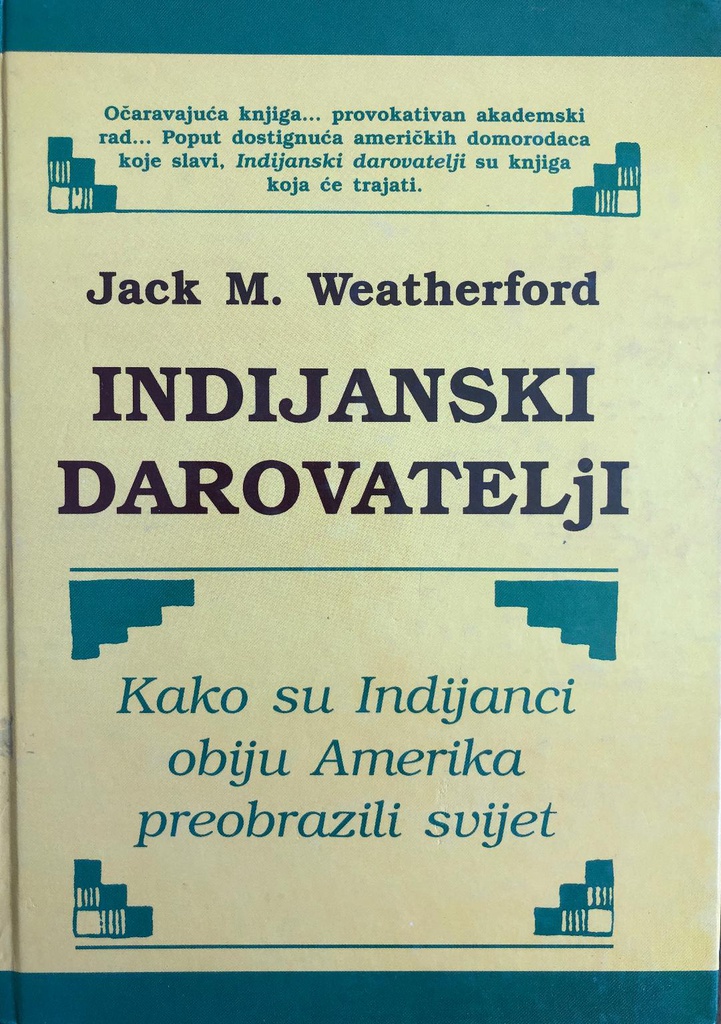 Očaravajuća knjiga... provokativan akademski
rad... Poput dostignuća američkih domorodaca
koje slavi, Indijanski darovatelji su knjiga
koja će trajati.
Jack M. Weatherford
INDIJANSKI
DAROVATELjI
Kako su Indijanci
obiju Amerika
preobrazili svijet